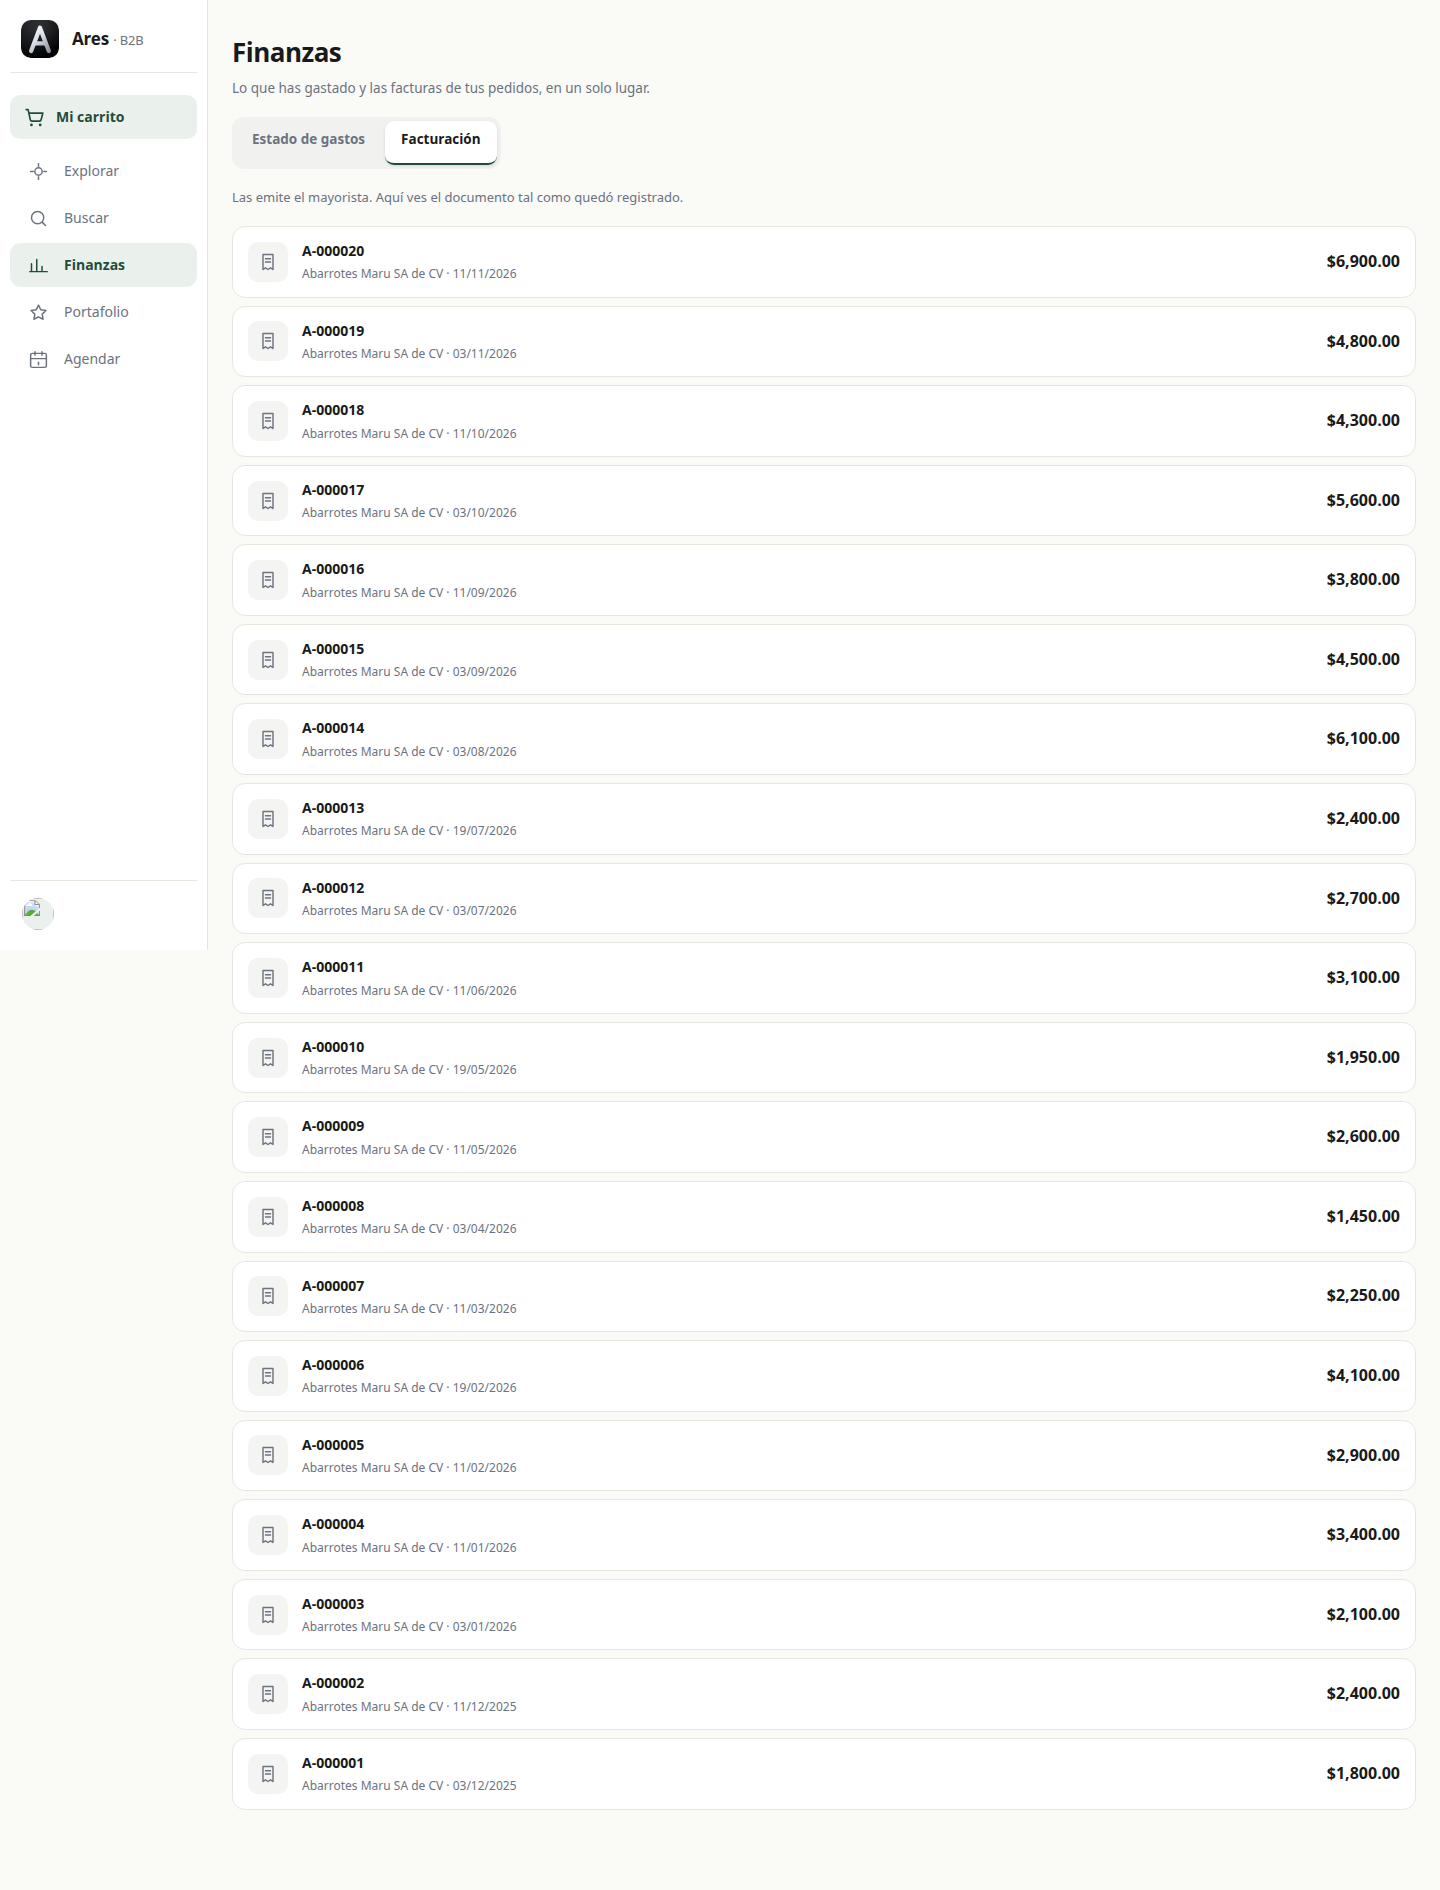 Ares · B2B
Mi carrito
Explorar
Buscar
Finanzas
Portafolio
Agendar
Finanzas
Lo que has gastado y las facturas de tus pedidos, en un solo lugar.
Estado de gastos
Facturación
Las emite el mayorista. Aquí ves el documento tal como quedó registrado.
A-000020
Abarrotes Maru SA de CV · 11/11/2026
$6,900.00
A-000019
Abarrotes Maru SA de CV · 03/11/2026
$4,800.00
A-000018
Abarrotes Maru SA de CV · 11/10/2026
$4,300.00
A-000017
Abarrotes Maru SA de CV · 03/10/2026
$5,600.00
A-000016
Abarrotes Maru SA de CV · 11/09/2026
$3,800.00
A-000015
Abarrotes Maru SA de CV · 03/09/2026
$4,500.00
A-000014
Abarrotes Maru SA de CV · 03/08/2026
$6,100.00
A-000013
Abarrotes Maru SA de CV · 19/07/2026
$2,400.00
A-000012
Abarrotes Maru SA de CV · 03/07/2026
$2,700.00
A-000011
Abarrotes Maru SA de CV · 11/06/2026
$3,100.00
A-000010
Abarrotes Maru SA de CV · 19/05/2026
$1,950.00
A-000009
Abarrotes Maru SA de CV · 11/05/2026
$2,600.00
A-000008
Abarrotes Maru SA de CV · 03/04/2026
$1,450.00
A-000007
Abarrotes Maru SA de CV · 11/03/2026
$2,250.00
A-000006
Abarrotes Maru SA de CV · 19/02/2026
$4,100.00
A-000005
Abarrotes Maru SA de CV · 11/02/2026
$2,900.00
A-000004
Abarrotes Maru SA de CV · 11/01/2026
$3,400.00
A-000003
Abarrotes Maru SA de CV · 03/01/2026
$2,100.00
A-000002
Abarrotes Maru SA de CV · 11/12/2025
$2,400.00
A-000001
Abarrotes Maru SA de CV · 03/12/2025
$1,800.00